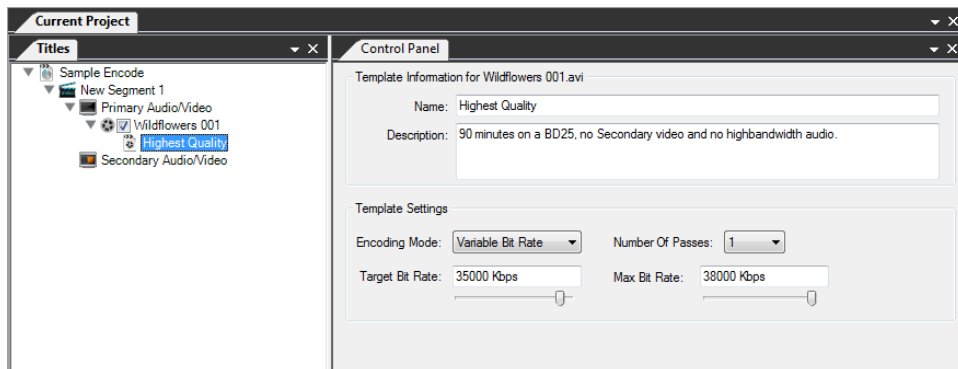 Current Project
Titles
Control Panel
Sample Encode
New Segment 1
Primary Audio/Video
Wildflowers 001
Highest Quality
Secondary Audio/Video
Template Information for Wildflowers 001.avi
Name: Highest Quality
Description: 90 minutes on a BD25, no Secondary video and no highbandwidth audio.
Template Settings
Encoding Mode: Variable Bit Rate Number Of Passes: 1
Target Bit Rate: 35000 Kbps Max Bit Rate: 38000 Kbps